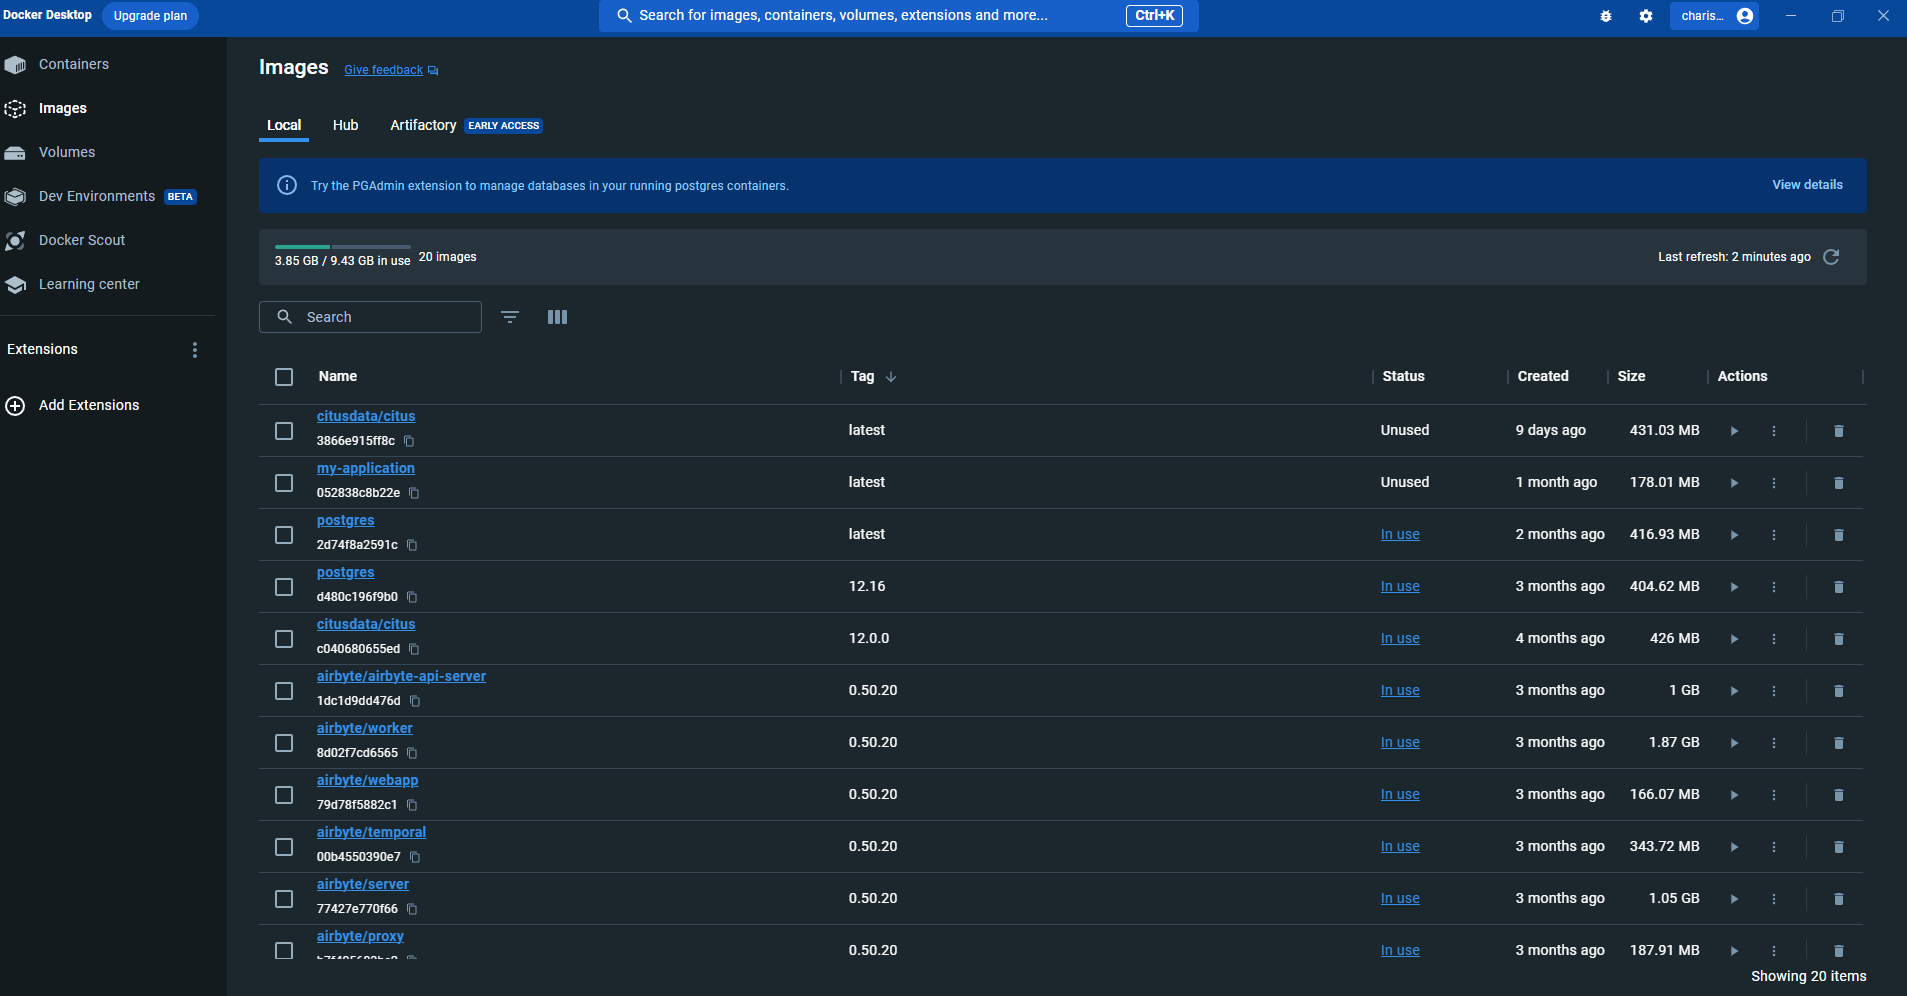 Docker Desktop Upgrade plan Search for images, containers, volumes, extensions and more... Ctrl+K charis...
Containers
Images
Volumes
Dev Environments BETA
Docker Scout
Learning center
Extensions
Add Extensions
Images Give feedback
Local Hub Artifactory EARLY ACCESS
Try the PGAdmin extension to manage databases in your running postgres containers. View details
3.85 GB / 9.43 GB in use 20 images Last refresh: 2 minutes ago
Search
Name Tag Status Created Size Actions
citusdata/citus
3866e915ff8c latest Unused 9 days ago 431.03 MB
my-application
052838c8b22e latest Unused 1 month ago 178.01 MB
postgres
2d74f8a2591c latest In use 2 months ago 416.93 MB
postgres
d480c196f9b0 12.16 In use 3 months ago 404.62 MB
citusdata/citus
c040680655ed 12.0.0 In use 4 months ago 426 MB
airbyte/airbyte-api-server
1dc1d9dd476d 0.50.20 In use 3 months ago 1 GB
airbyte/worker
8d02f7cd6565 0.50.20 In use 3 months ago 1.87 GB
airbyte/webapp
79d78f5882c1 0.50.20 In use 3 months ago 166.07 MB
airbyte/temporal
00b4550390e7 0.50.20 In use 3 months ago 343.72 MB
airbyte/server
77427e770f66 0.50.20 In use 3 months ago 1.05 GB
airbyte/proxy
0.50.20 In use 3 months ago 187.91 MB
Showing 20 items